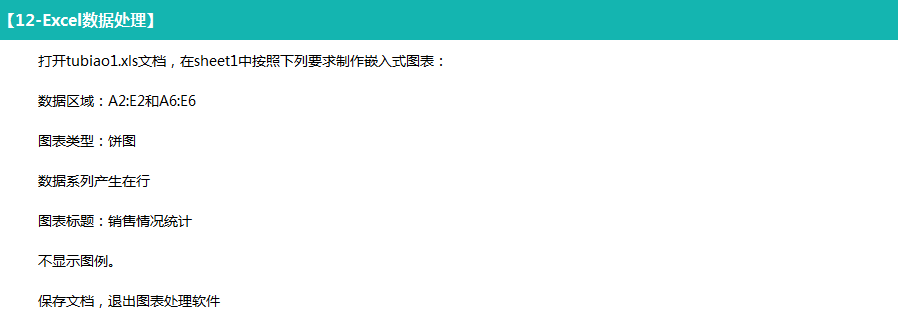 【12-Excel数据处理】
打开tubiao1.xls文档，在sheet1中按照下列要求制作嵌入式图表：
数据区域：A2:E2和A6:E6
图表类型：饼图
数据系列产生在行
图表标题：销售情况统计
不显示图例。
保存文档，退出图表处理软件